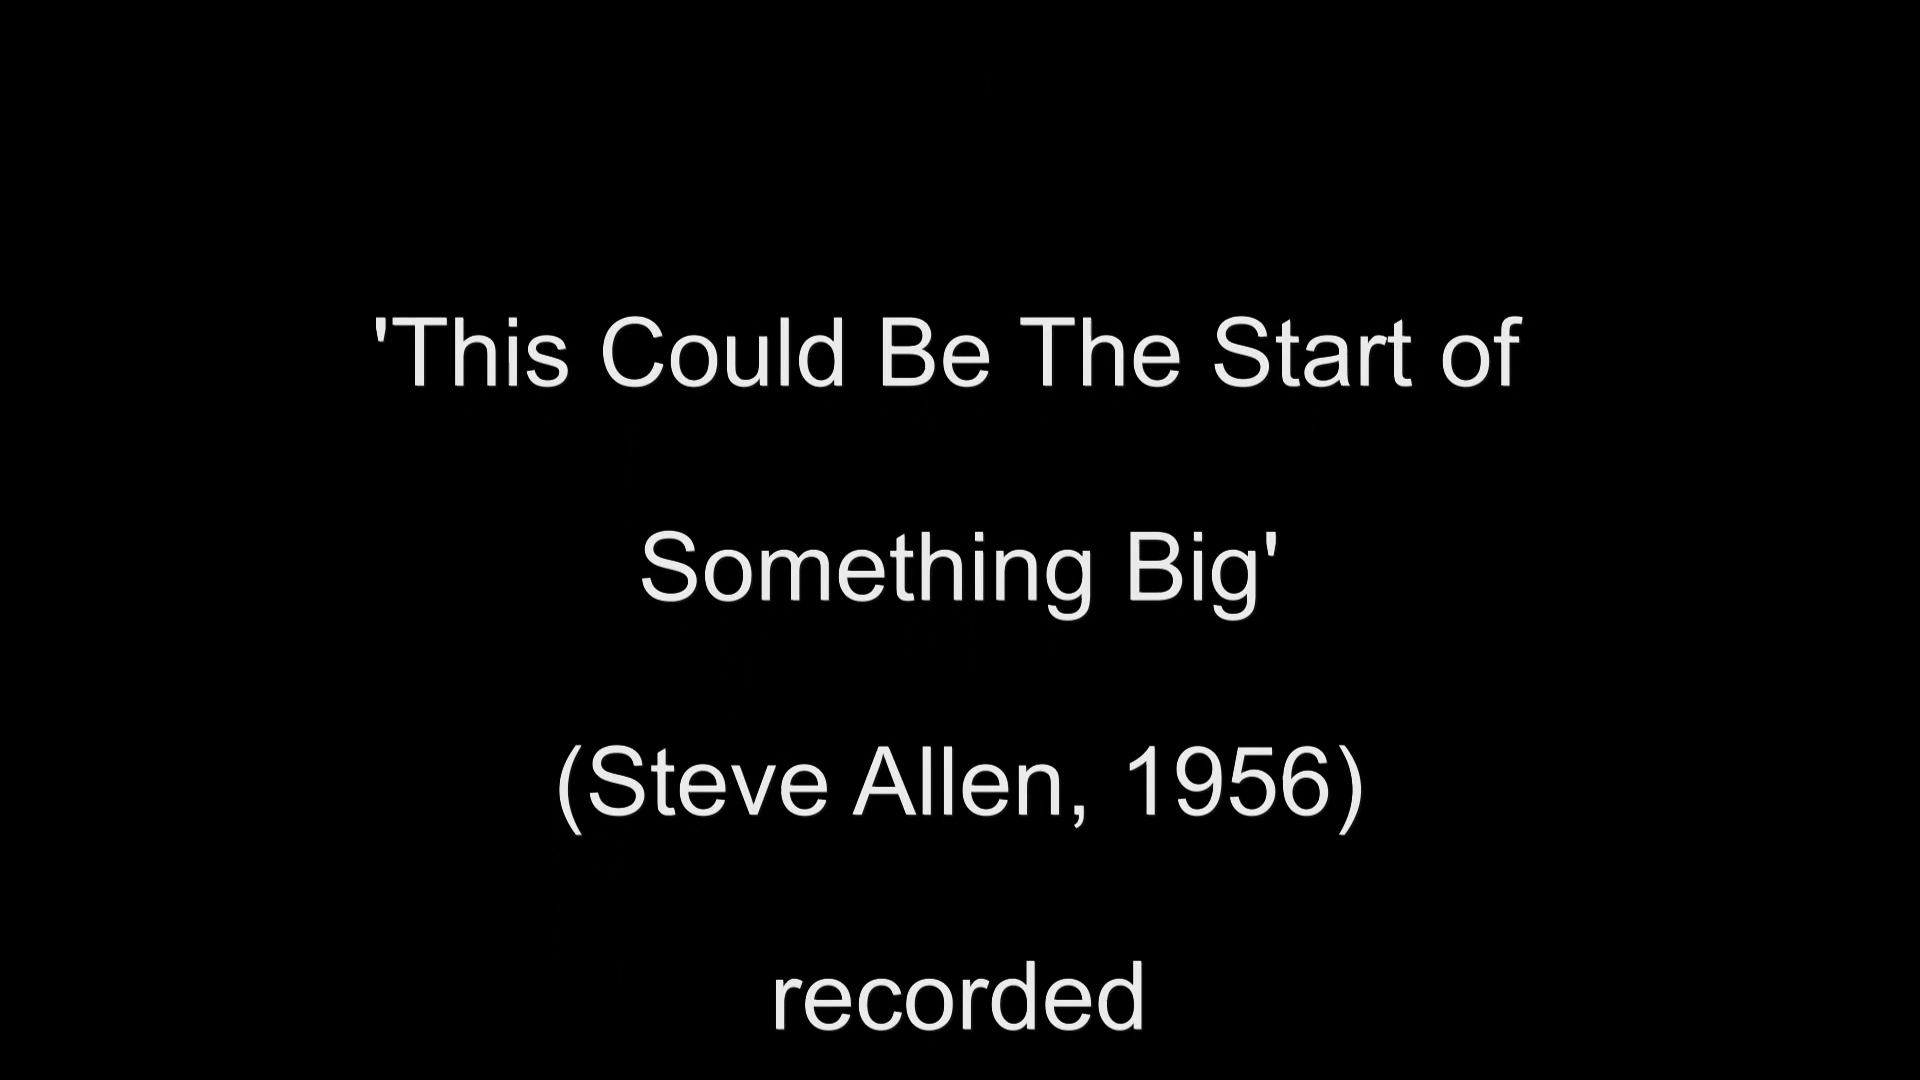 'This Could Be The Start of
Something Big'
(Steve Allen, 1956)
recorded